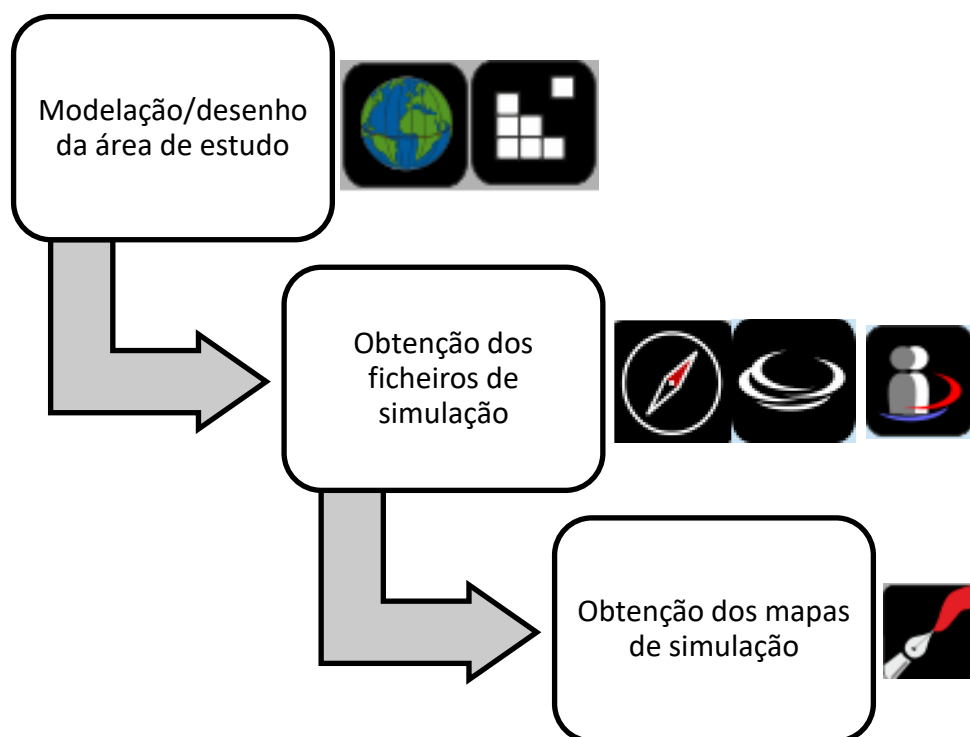 Modelação/desenho
da área de estudo
Obtenção dos
ficheiros de
simulação
Obtenção dos mapas
de simulação